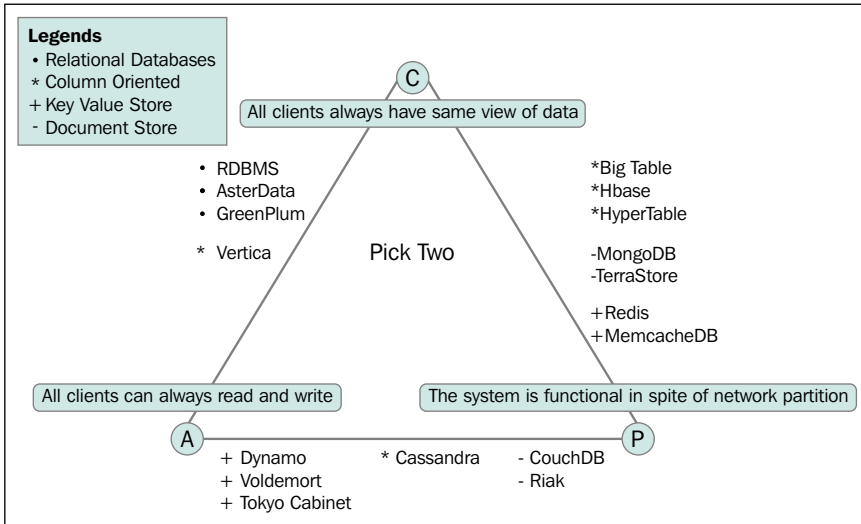 Legends
• Relational Databases
* Column Oriented
+ Key Value Store
- Document Store
C
All clients always have same view of data
• RDBMS
• AsterData
• GreenPlum
* Vertica
Pick Two
*Big Table
*Hbase
*HyperTable
-MongoDB
-TerraStore
+Redis
+MemcacheDB
All clients can always read and write
The system is functional in spite of network partition
A
P
+ Dynamo
+ Voldemort
+ Tokyo Cabinet
* Cassandra
- CouchDB
- Riak